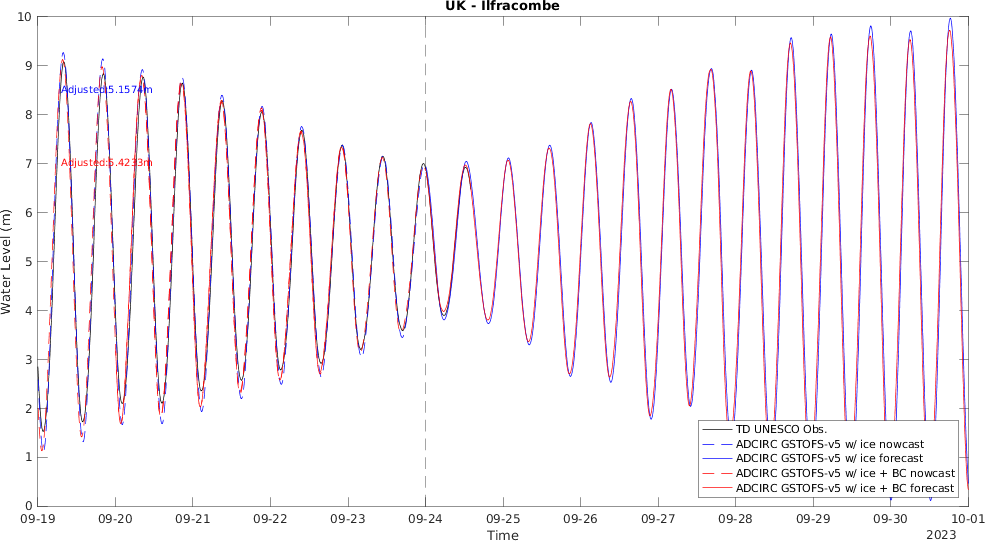 UK - Ilfracombe
10
9
8
7
6
5
4
3
2
1
0
Water Level (m)
Adjusted:5.1574m
Adjusted:5.4233m
TD UNESCO Obs.
ADCIRC GSTOFS-v5 w/ ice nowcast
ADCIRC GSTOFS-v5 w/ ice forecast
ADCIRC GSTOFS-v5 w/ ice + BC nowcast
ADCIRC GSTOFS-v5 w/ ice + BC forecast
09-19 09-20 09-21 09-22 09-23 09-24 09-25 09-26 09-27 09-28 09-29 09-30 10-01
Time
2023